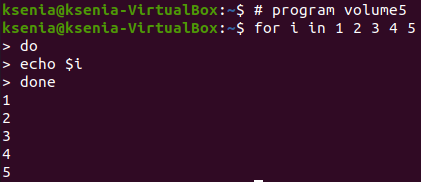 ksenia@ksenia-VirtualBox:~$ # program volume5
ksenia@ksenia-VirtualBox:~$ for i in 1 2 3 4 5
> do
> echo $i
> done
1
2
3
4
5